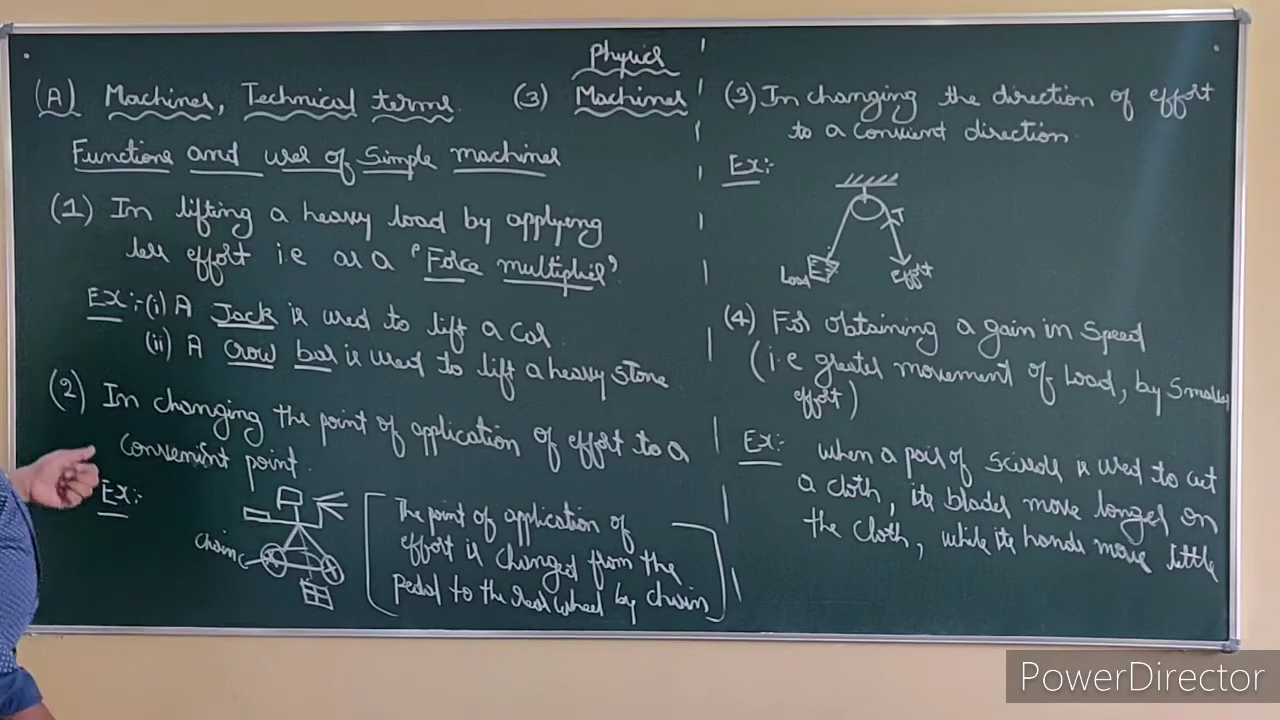 Physics
(A) Machines, Technical terms (3) Machines
Functions and uses of Simple machines
(1) In lifting a heavy load by applying
less effort i.e as a "Force multiplier"
Ex:- (i) A Jack is used to lift a car
(ii) A Crow bar is used to lift a heavy stone
(2) In changing the point of application of effort to a
convenient point.
Ex:-
chain
The point of application of
effort is changed from the
pedal to the rear wheel by chain
(3) In changing the direction of effort
to a convient direction.
Ex:-
T
Load
Effort
(4) For obtaining a gain in Speed
(i.e greater movement of load, by smaller
effort)
Ex:- when a pair of scissors is used to cut
a cloth, its blades move longer on
the cloth, while its hands move little
PowerDirector